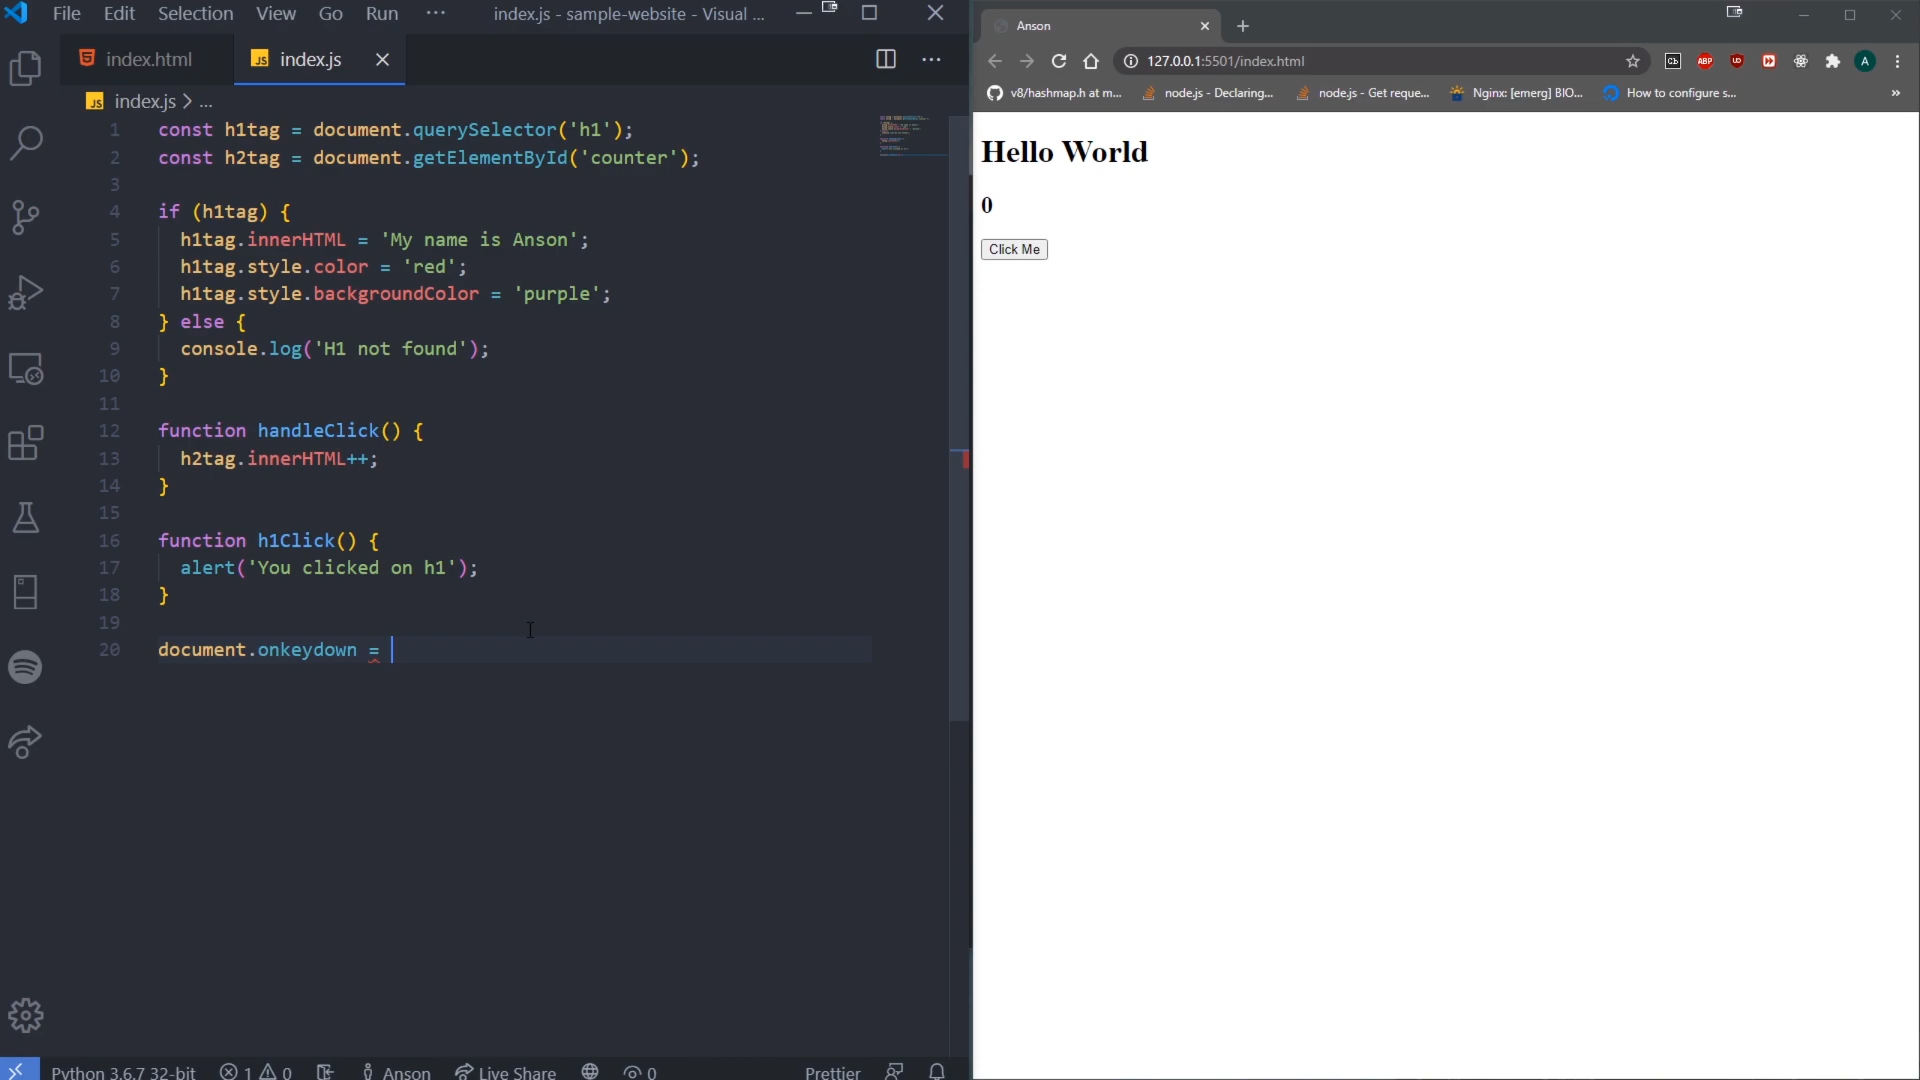 File Edit Selection View Go Run ··· index.js - sample-website - Visual ...
index.html
JS index.js
JS index.js > ...
1 const h1tag = document.querySelector('h1');
2 const h2tag = document.getElementById('counter');
3
4 if (h1tag) {
5 h1tag.innerHTML = 'My name is Anson';
6 h1tag.style.color = 'red';
7 h1tag.style.backgroundColor = 'purple';
8 } else {
9 console.log('H1 not found');
10 }
11
12 function handleClick() {
13 h2tag.innerHTML++;
14 }
15
16 function h1Click() {
17 alert('You clicked on h1');
18 }
19
20 document.onkeydown =
Python 3.6.7 32-bit 1 0 Anson Live Share 0 Prettier
Anson
127.0.0.1:5501/index.html
ABP
A
v8/hashmap.h at m... node.js - Declaring... node.js - Get reque... Nginx: [emerg] BIO... How to configure s... »
Hello World
0
Click Me